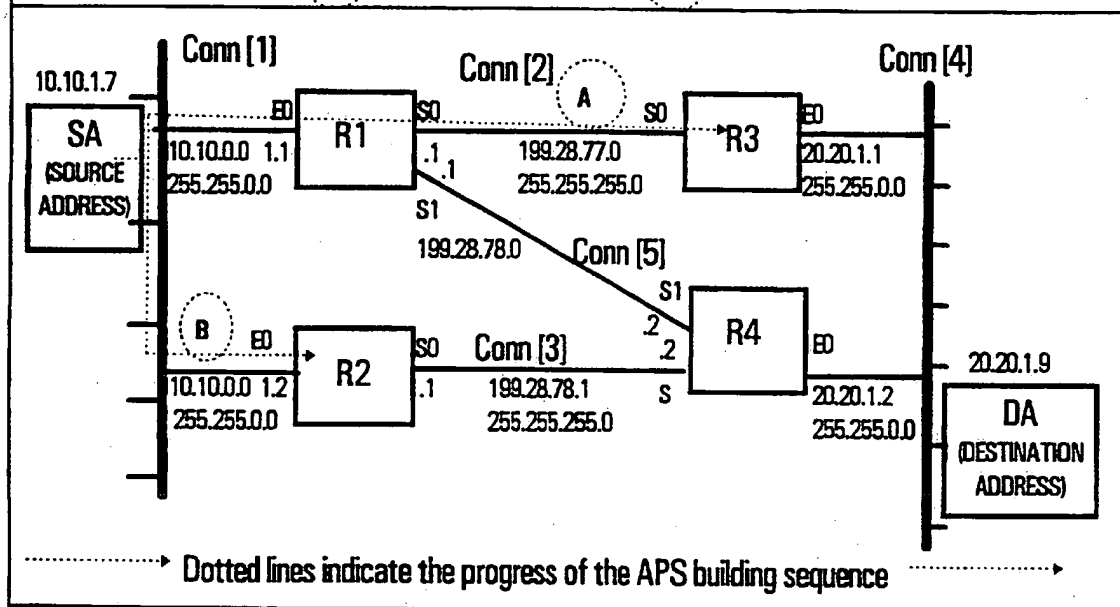 Conn [1]
Conn [2]
Conn [4]
10.10.1.7
SA
(SOURCE
ADDRESS)
E0
R1
S0
A
S0
R3
E0
10.10.0.0 1.1
255.255.0.0
.1
.1
S1
199.28.77.0
255.255.255.0
20.20.1.1
255.255.0.0
199.28.78.0
Conn [5]
S1
.2
.2
R4
E0
B
E0
R2
S0
Conn [3]
10.10.0.0 1.2
255.255.0.0
.1
199.28.78.1
255.255.255.0
S
20.20.1.2
255.255.0.0
20.20.1.9
DA
(DESTINATION
ADDRESS)
Dotted lines indicate the progress of the APS building sequence